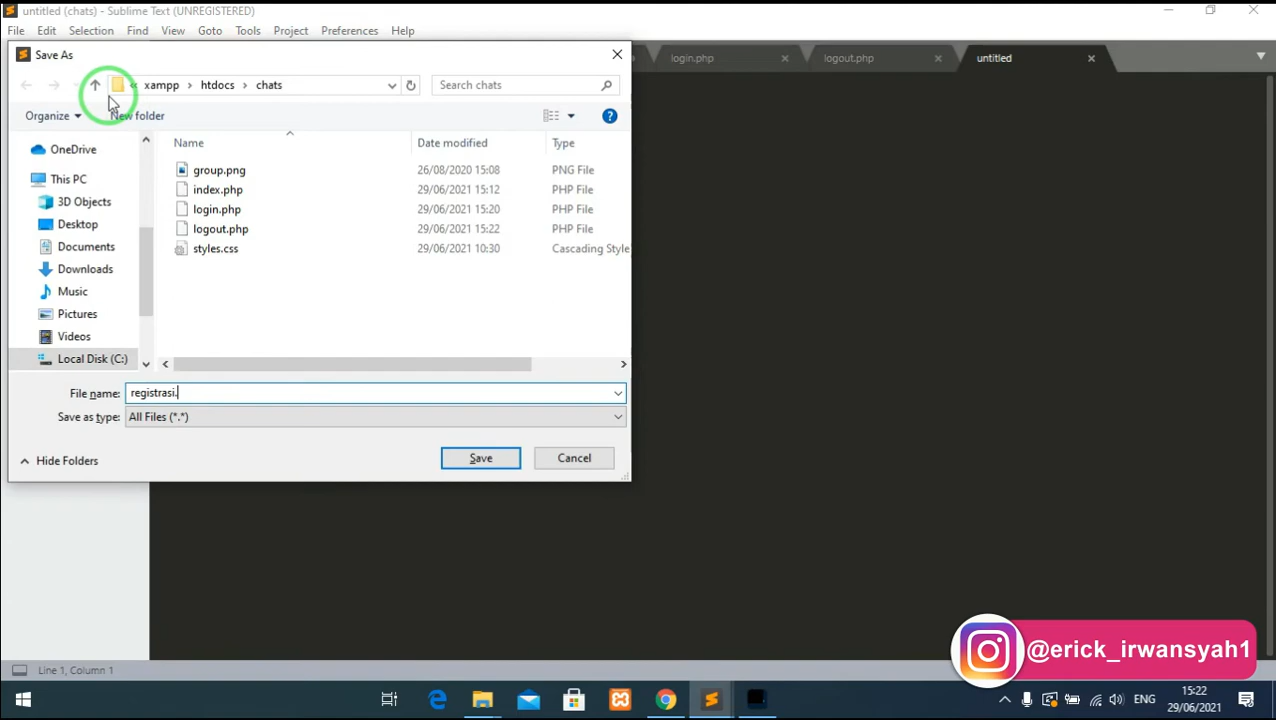 untitled (chats) - Sublime Text (UNREGISTERED)
File Edit Selection Find View Goto Tools Project Preferences Help
Save As
login.php
logout.php
untitled
« xampp > htdocs > chats
Search chats
Organize
New folder
Name
Date modified
Type
OneDrive
This PC
3D Objects
Desktop
Documents
Downloads
Music
Pictures
Videos
Local Disk (C:)
group.png 26/08/2020 15:08 PNG File
index.php 29/06/2021 15:12 PHP File
login.php 29/06/2021 15:20 PHP File
logout.php 29/06/2021 15:22 PHP File
styles.css 29/06/2021 10:30 Cascading Style
File name: registrasi.
Save as type: All Files (*.*)
Hide Folders
Save
Cancel
@erick_irwansyah1
Line 1, Column 1
ENG
15:22
29/06/2021